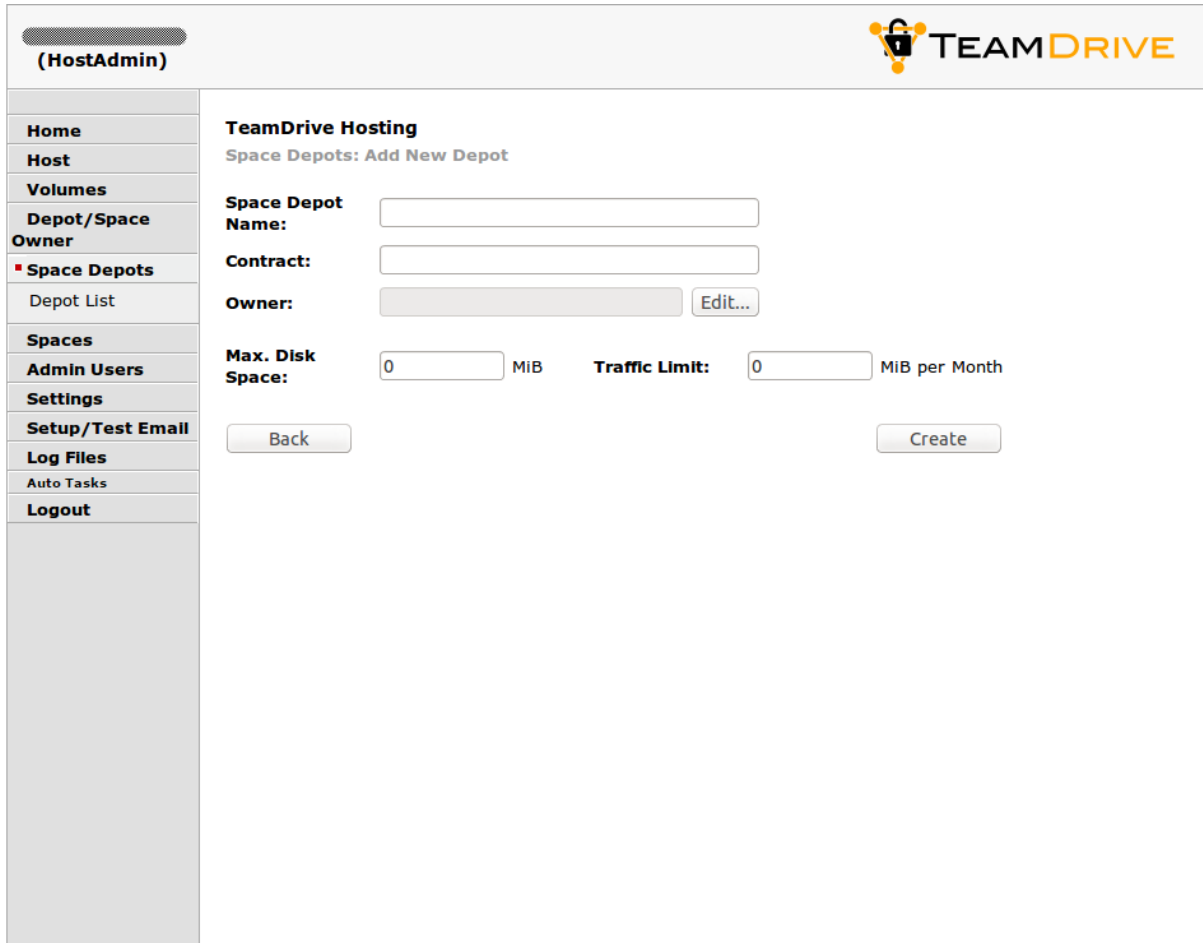 (HostAdmin)
TEAMDRIVE
Home
Host
Volumes
Depot/Space
Owner
Space Depots
Depot List
Spaces
Admin Users
Settings
Setup/Test Email
Log Files
Auto Tasks
Logout
TeamDrive Hosting
Space Depots: Add New Depot
Space Depot
Name:
Contract:
Owner: Edit...
Max. Disk
Space: 0 MiB Traffic Limit: 0 MiB per Month
Back Create